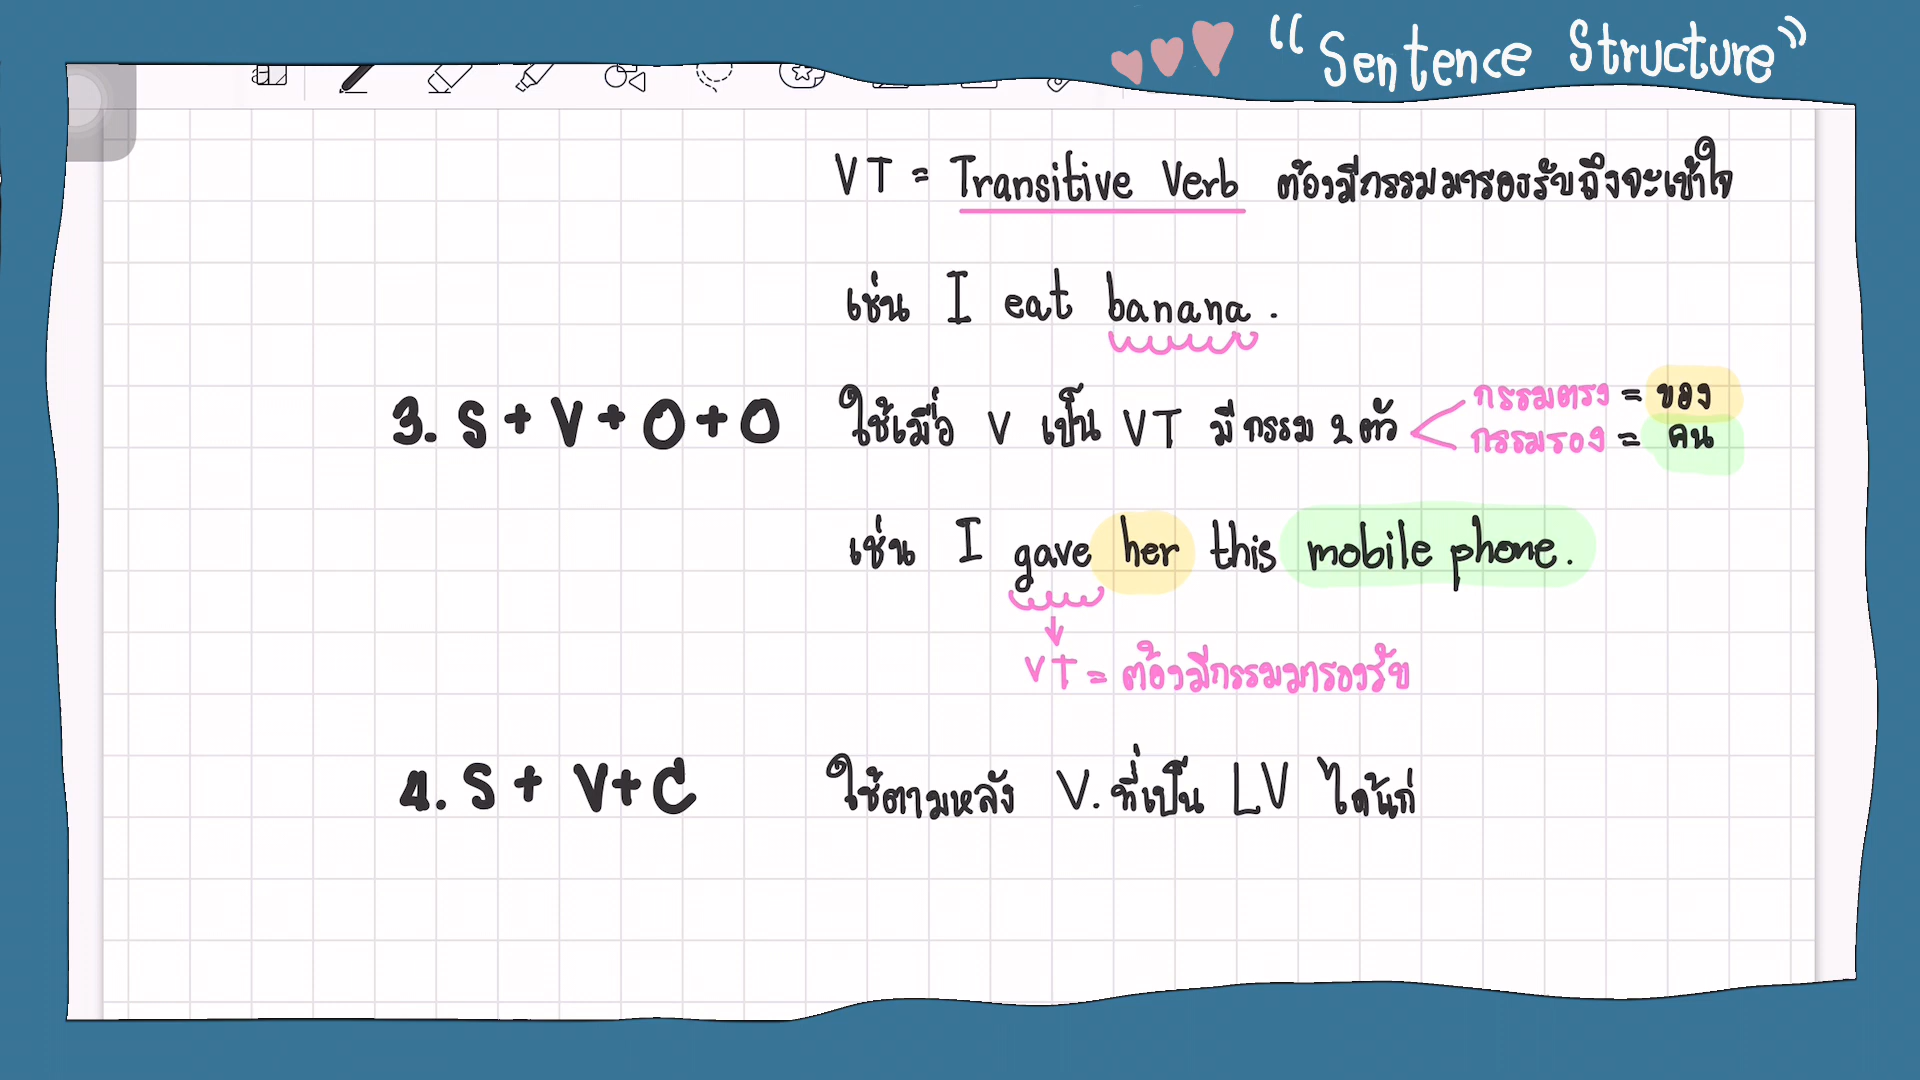 “Sentence Structure”
VT = Transitive Verb ต้องมีกรรมมารองรับถึงจะเข้าใจ
เช่น I eat banana.
3. S + V + O + O ใช้เมื่อ V เป็น VT มีกรรม 2 ตัว
กรรมตรง = ของ
กรรมรอง = คน
เช่น I gave her this mobile phone.
VT = ต้องมีกรรมมารองรับ
4. S + V + C ใช้ตามหลัง V. ที่เป็น LV ได้แก่